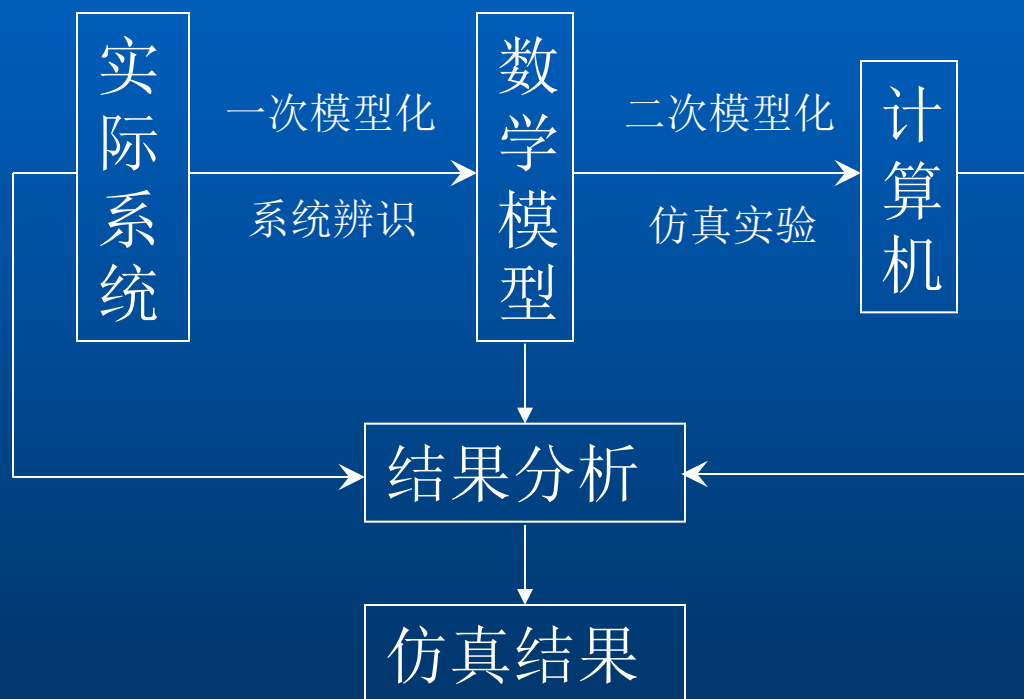 实际系统
一次模型化
系统辨识
数学模型
二次模型化
仿真实验
计算机
结果分析
仿真结果